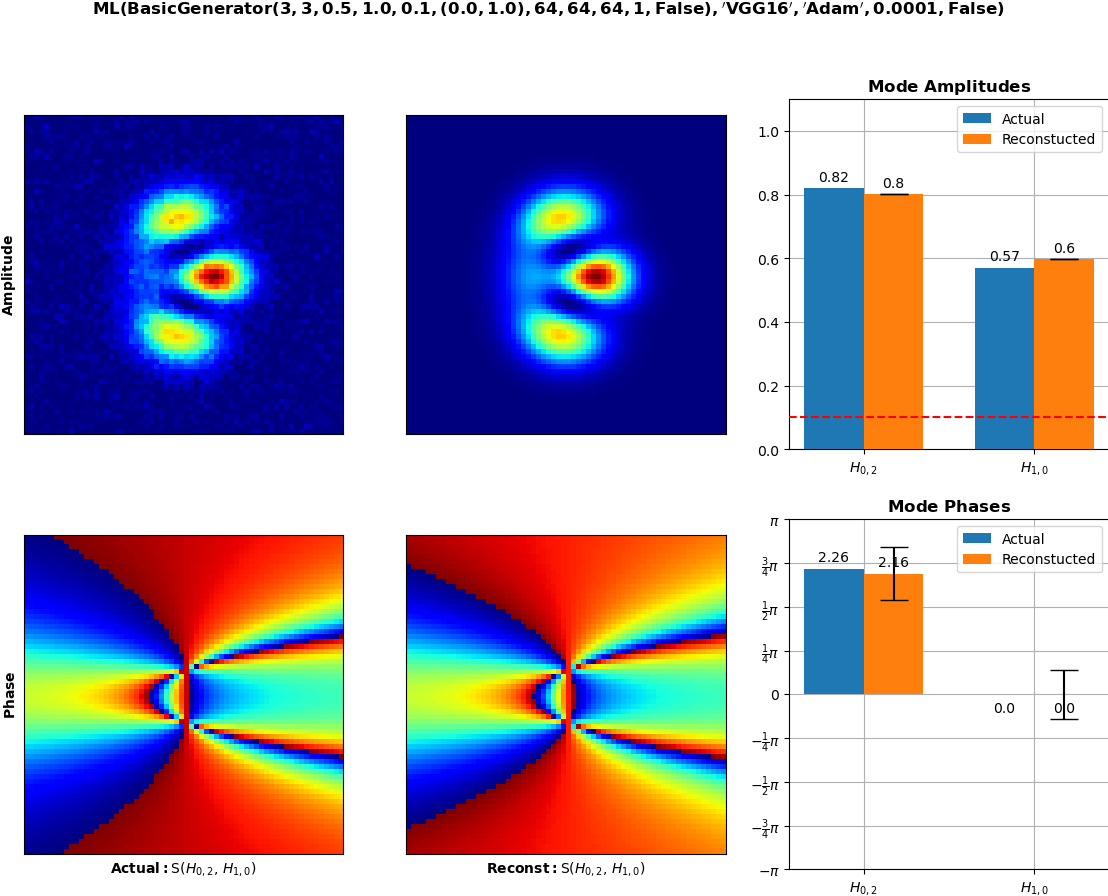 ML(BasicGenerator(3, 3, 0.5, 1.0, 0.1, (0.0, 1.0), 64, 64, 64, 1, False), ′VGG16′, ′Adam′, 0.0001, False)
Amplitude
Mode Amplitudes
Actual
Reconstucted
1.0
0.8
0.6
0.4
0.2
0.0
0.82
0.8
0.57
0.6
H₀,₂
H₁,₀
Phase
Actual: S(H₀,₂, H₁,₀)
Reconst: S(H₀,₂, H₁,₀)
Mode Phases
Actual
Reconstucted
π
3/4π
1/2π
1/4π
0
−1/4π
−1/2π
−3/4π
−π
2.26
2.16
0.0
0.0
H₀,₂
H₁,₀